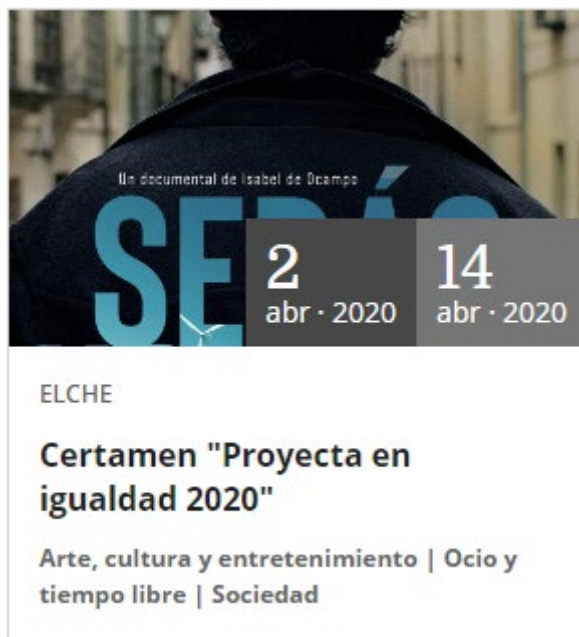 Un documental de Isabel de Ocampo
SERÁS
2
abr · 2020
14
abr · 2020
ELCHE
Certamen "Proyecta en
igualdad 2020"
Arte, cultura y entretenimiento | Ocio y
tiempo libre | Sociedad